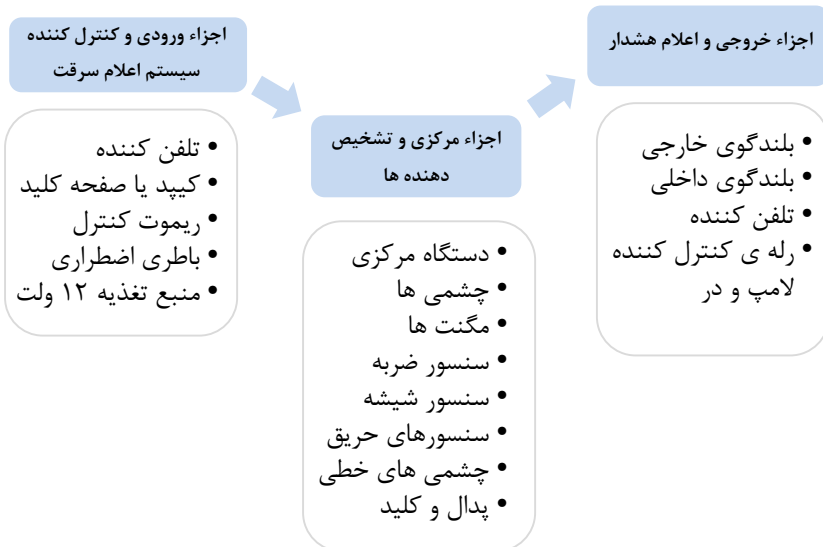 اجزاء ورودی و کنترل کننده
سیستم اعلام سرقت
• تلفن کننده
• کیپد یا صفحه کلید
• ریموت کنترل
• باطری اضطراری
• منبع تغذیه ۱۲ ولت
اجزاء مرکزی و تشخیص
دهنده ها
• دستگاه مرکزی
• چشمی ها
• مگنت ها
• سنسور ضربه
• سنسور شیشه
• سنسورهای حریق
• چشمی های خطی
• پدال و کلید
اجزاء خروجی و اعلام هشدار
• بلندگوی خارجی
• بلندگوی داخلی
• تلفن کننده
• رله ی کنترل کننده
لامپ و در